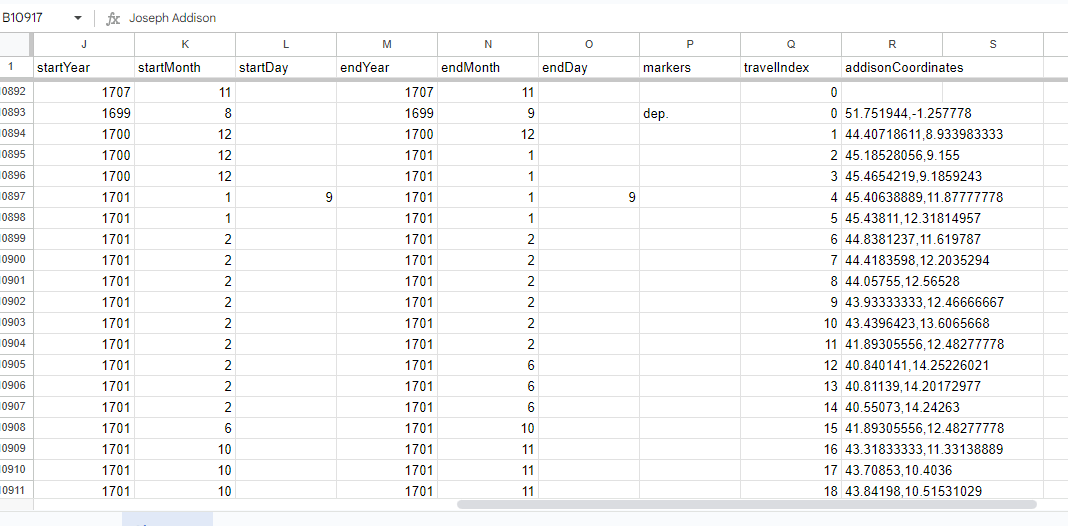 B10917 fx Joseph Addison
J K L M N O P Q R S
1 startYear startMonth startDay endYear endMonth endDay markers travelIndex addisonCoordinates
0892 1707 11 1707 11 0
0893 1699 8 1699 9 dep. 0 51.751944,-1.257778
0894 1700 12 1700 12 1 44.40718611,8.933983333
0895 1700 12 1701 1 2 45.18528056,9.155
0896 1700 12 1701 1 3 45.4654219,9.1859243
0897 1701 1 9 1701 1 9 4 45.40638889,11.87777778
0898 1701 1 1701 1 5 45.43811,12.31814957
0899 1701 2 1701 2 6 44.8381237,11.619787
0900 1701 2 1701 2 7 44.4183598,12.2035294
0901 1701 2 1701 2 8 44.05755,12.56528
0902 1701 2 1701 2 9 43.93333333,12.46666667
0903 1701 2 1701 2 10 43.4396423,13.6065668
0904 1701 2 1701 2 11 41.89305556,12.48277778
0905 1701 2 1701 6 12 40.840141,14.25226021
0906 1701 2 1701 6 13 40.81139,14.20172977
0907 1701 2 1701 6 14 40.55073,14.24263
0908 1701 6 1701 10 15 41.89305556,12.48277778
0909 1701 10 1701 11 16 43.31833333,11.33138889
0910 1701 10 1701 11 17 43.70853,10.4036
0911 1701 10 1701 11 18 43.84198,10.51531029